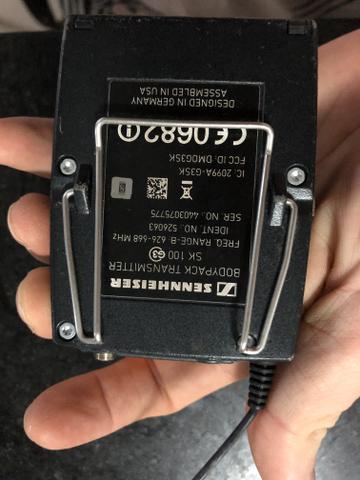 SENNHEISER
BODYPACK TRANSMITTER
SK 100 G3
FREQ. RANGE-B 626-668 MHz
IDENT. NO. 526063
SER NO. 4403075775
IC: 2099A-G3SK
FCC ID: DMOG3SK
CE0682
DESIGNED IN GERMANY
ASSEMBLED IN USA